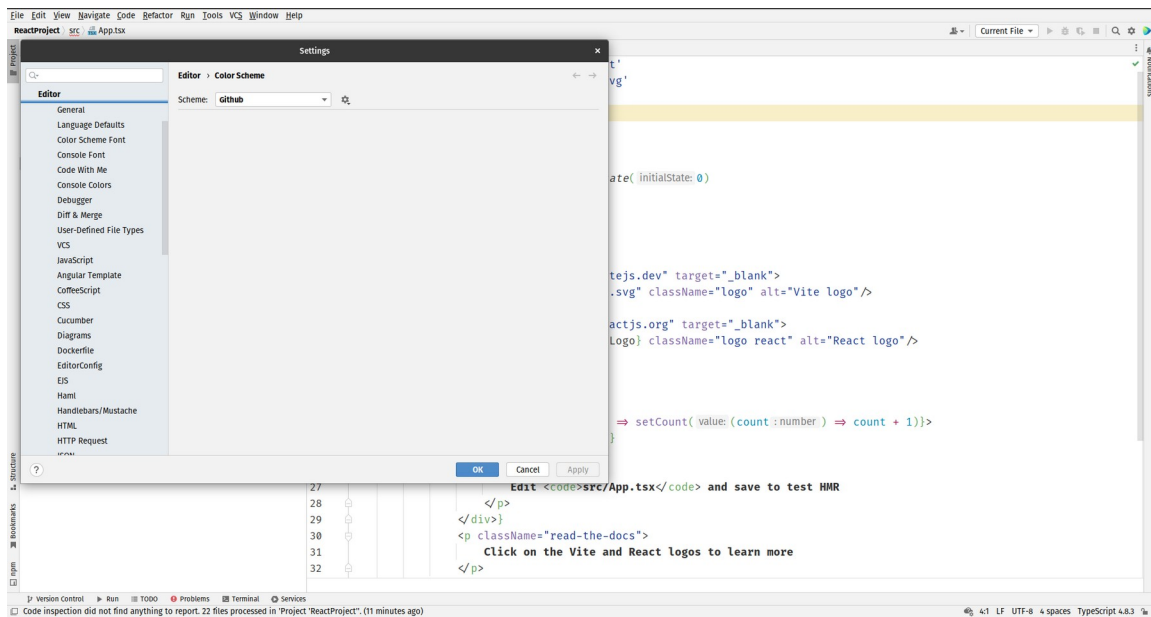 File Edit View Navigate Code Refactor Run Tools VCS Window Help
ReactProject src App.tsx Current File
Project
Settings
Notifications
Editor › Color Scheme
Scheme: Github
Editor
General
Language Defaults
Color Scheme Font
Console Font
Code With Me
Console Colors
Debugger
Diff & Merge
User-Defined File Types
VCS
JavaScript
Angular Template
CoffeeScript
CSS
Cucumber
Diagrams
Dockerfile
EditorConfig
EJS
Haml
Handlebars/Mustache
HTML
HTTP Request
JSON
? OK Cancel Apply
t'
vg'
ate( initialState: 0)
tejs.dev" target="_blank">
.svg" className="logo" alt="Vite logo"/>
actjs.org" target="_blank">
Logo} className="logo react" alt="React logo"/>
⇒ setCount( value: (count : number ) ⇒ count + 1)}>
}
27 Edit <code>src/App.tsx</code> and save to test HMR
28 </p>
29 </div>}
30 <p className="read-the-docs">
31 Click on the Vite and React logos to learn more
32 </p>
Structure
Bookmarks
npm
Version Control Run TODO Problems Terminal Services
Code inspection did not find anything to report. 22 files processed in 'Project 'ReactProject''. (11 minutes ago) 4:1 LF UTF-8 4 spaces TypeScript 4.8.3